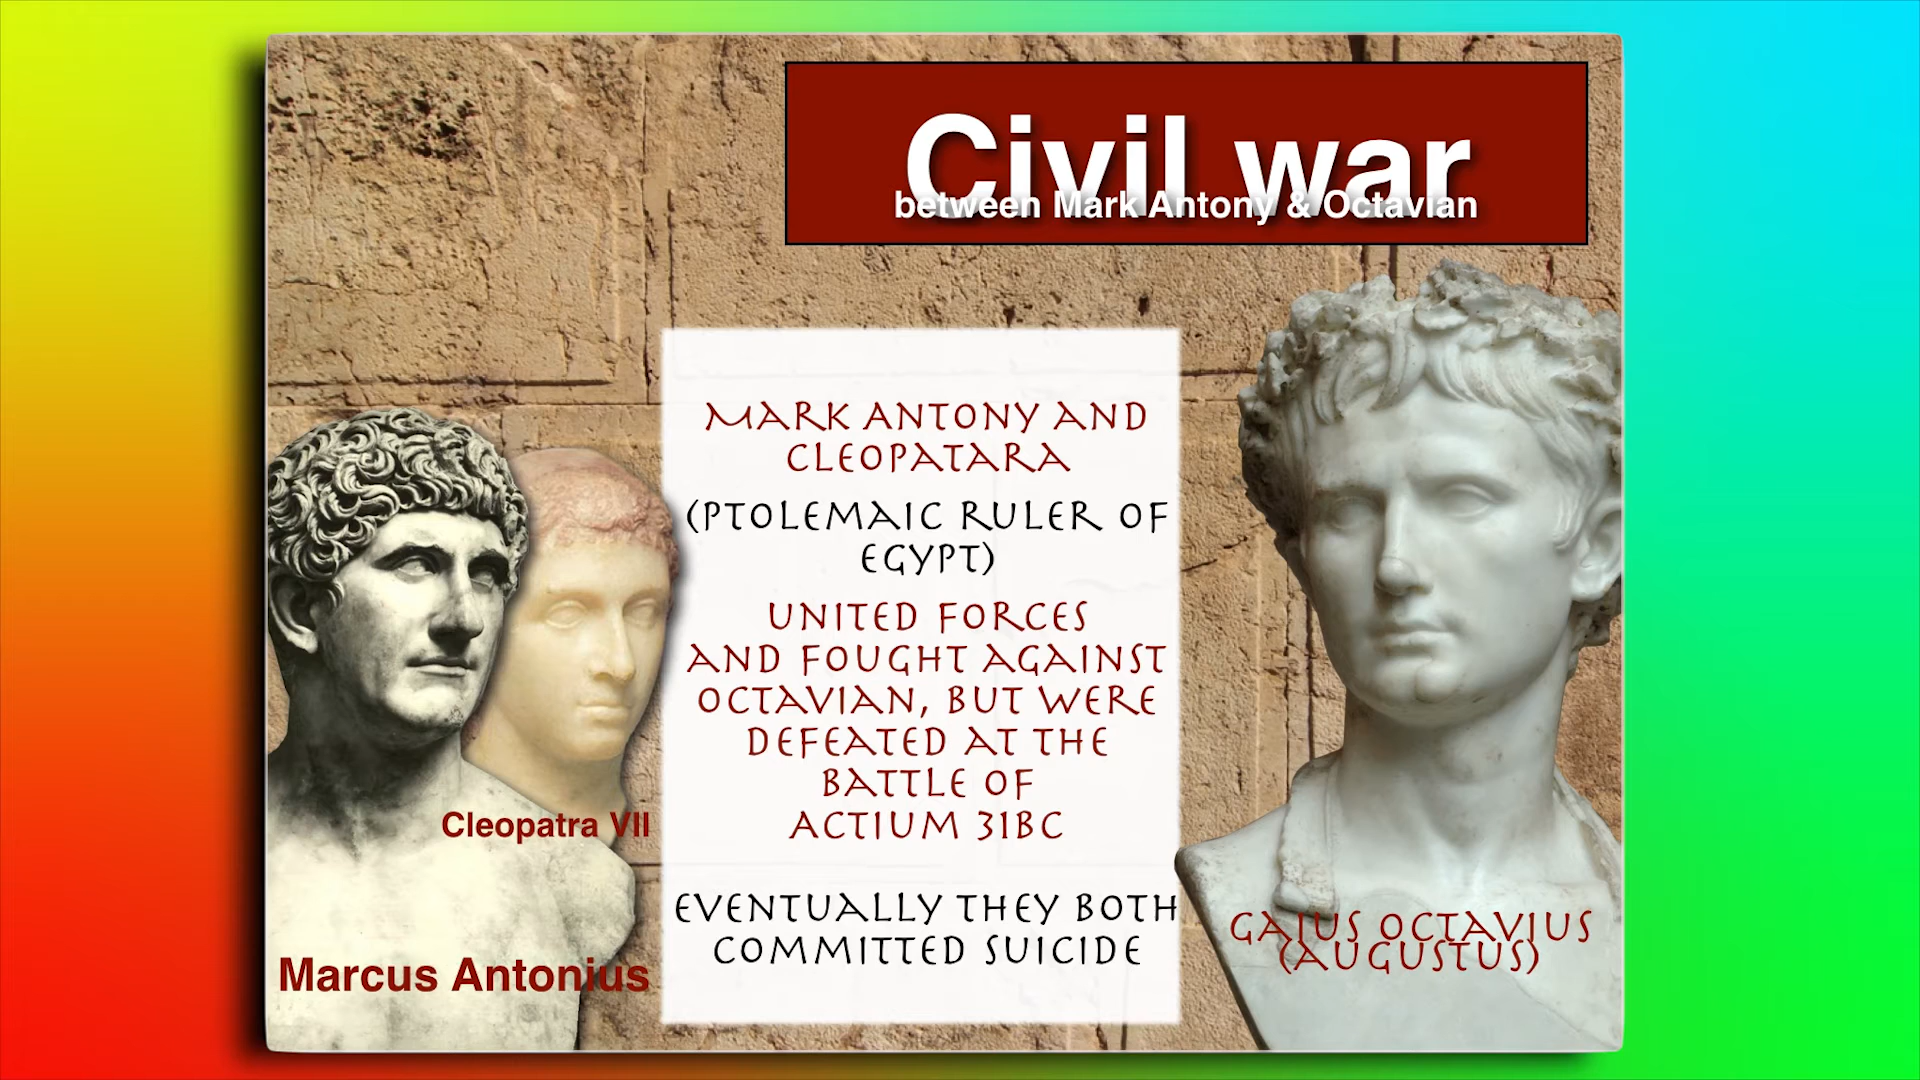 Civil war
between Mark Antony & Octavian
Mark Antony and
Cleopatara
(Ptolemaic ruler of
Egypt)
united forces
and fought against
Octavian, but were
defeated at the
Battle of
Actium 31BC
Eventually they both
committed suicide
Cleopatra VII
Marcus Antonius
Gaius Octavius
(Augustus)